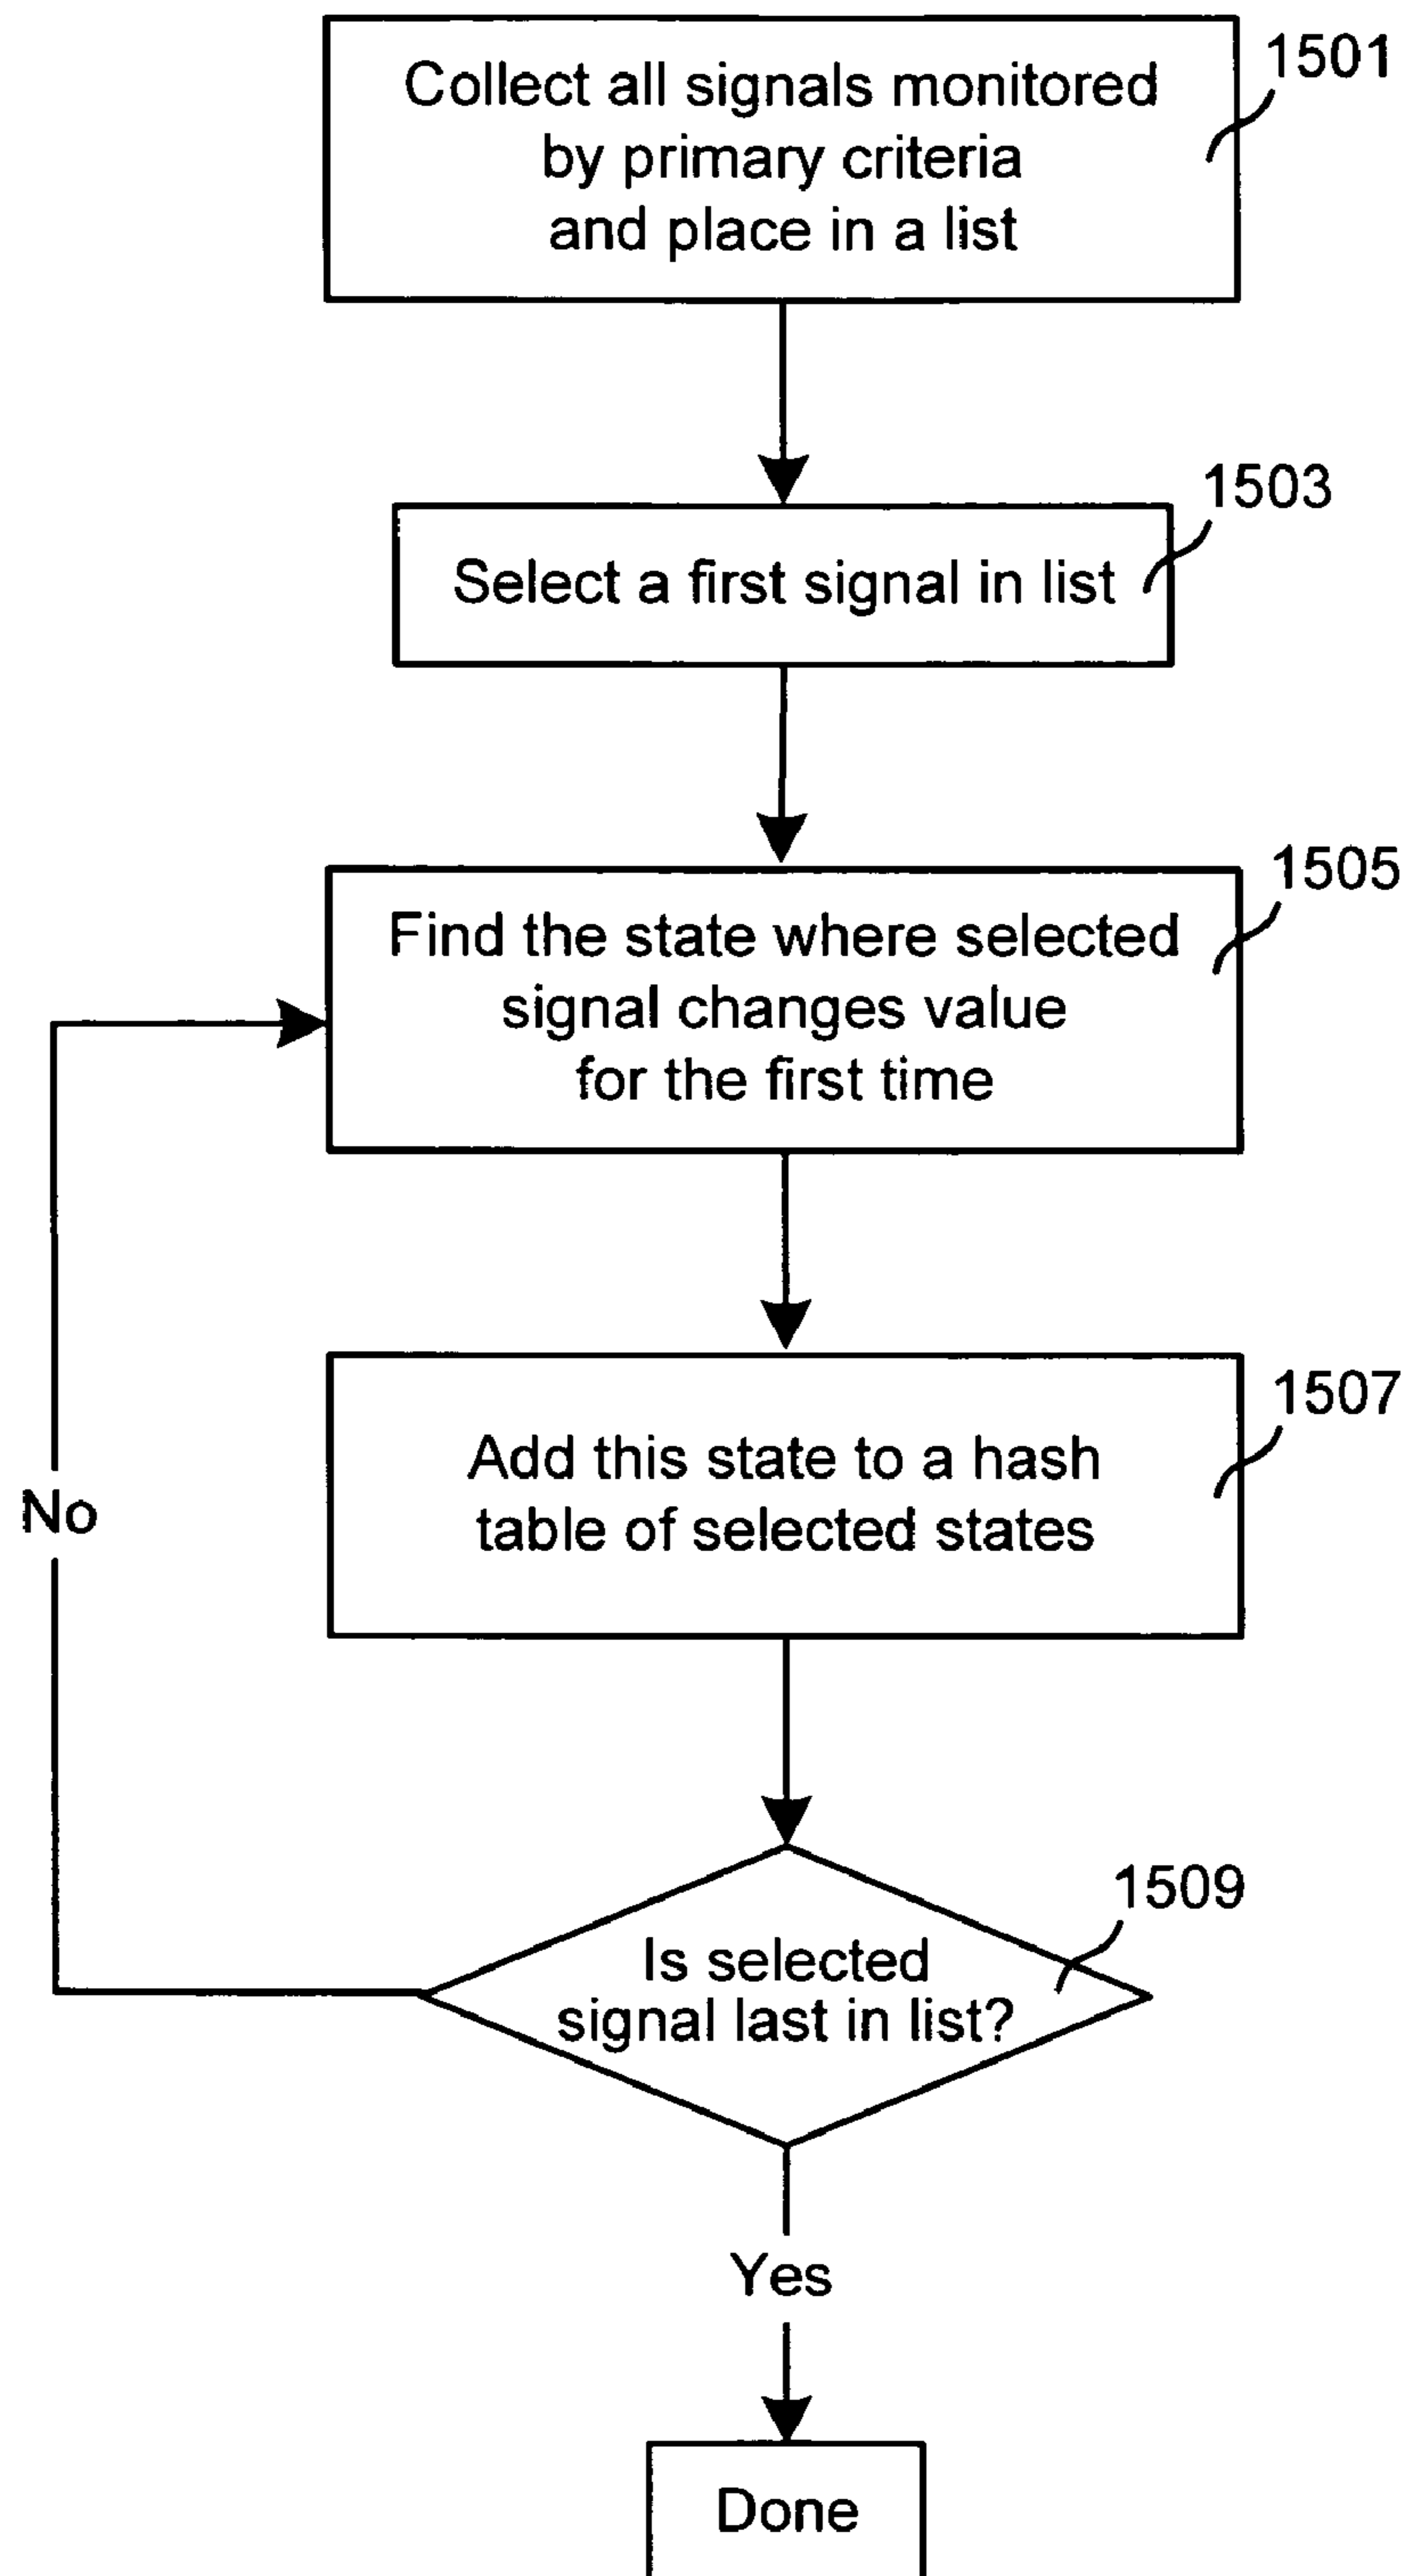 Collect all signals monitored
by primary criteria
and place in a list
1501
Select a first signal in list
1503
Find the state where selected
signal changes value
for the first time
1505
Add this state to a hash
table of selected states
1507
No
Is selected
signal last in list?
1509
Yes
Done